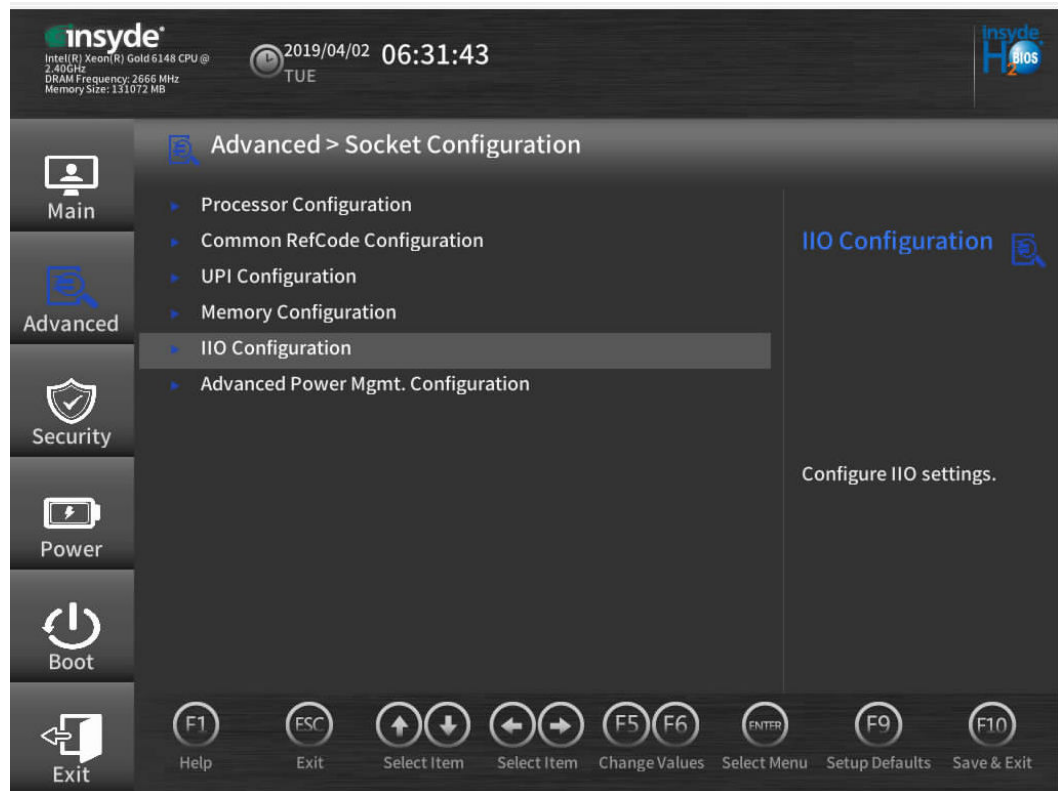 insyde
Intel(R) Xeon(R) Gold 6148 CPU @
2.40GHz
DRAM Frequency: 2666 MHz
Memory Size: 131072 MB
2019/04/02 06:31:43
TUE
insyde
H2O
BIOS
Advanced > Socket Configuration
Main
Advanced
Security
Power
Boot
Exit
Processor Configuration
Common RefCode Configuration
UPI Configuration
Memory Configuration
IIO Configuration
Advanced Power Mgmt. Configuration
IIO Configuration
Configure IIO settings.
F1 ESC F5 F6 ENTER F9 F10
Help Exit Select Item Select Item Change Values Select Menu Setup Defaults Save & Exit